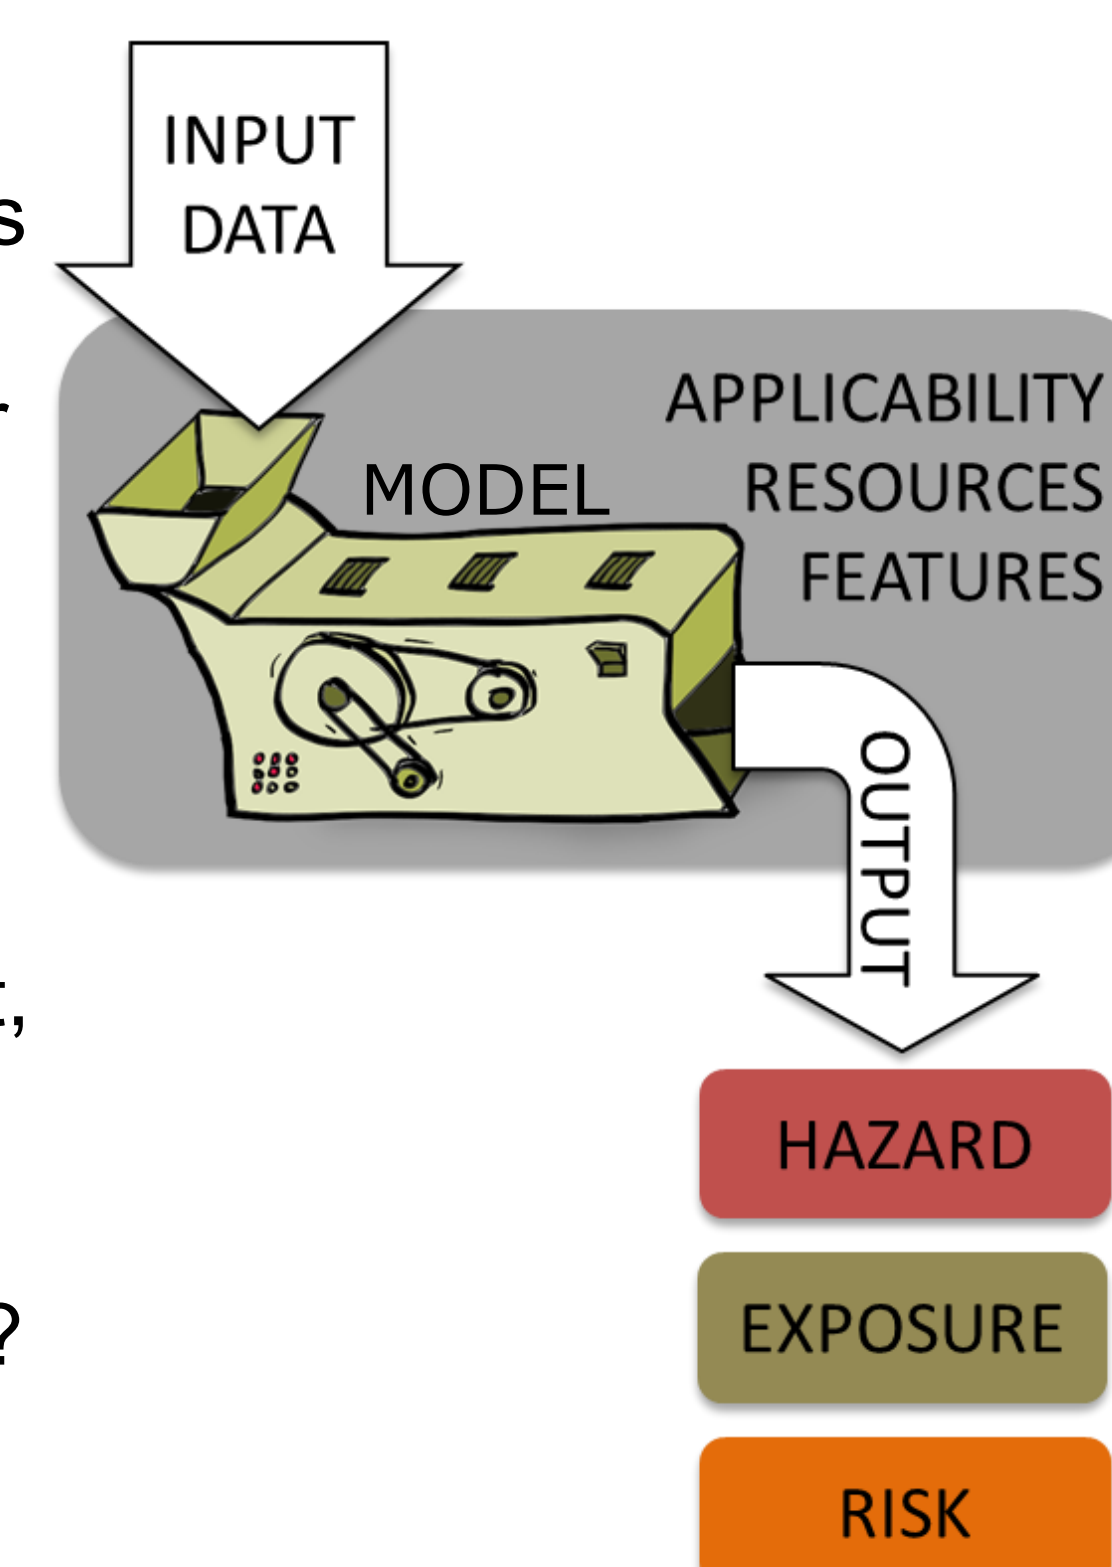 INPUT
DATA
s
r
APPLICABILITY
MODEL
RESOURCES
FEATURES
OUTPUT
t,
HAZARD
?
EXPOSURE
RISK